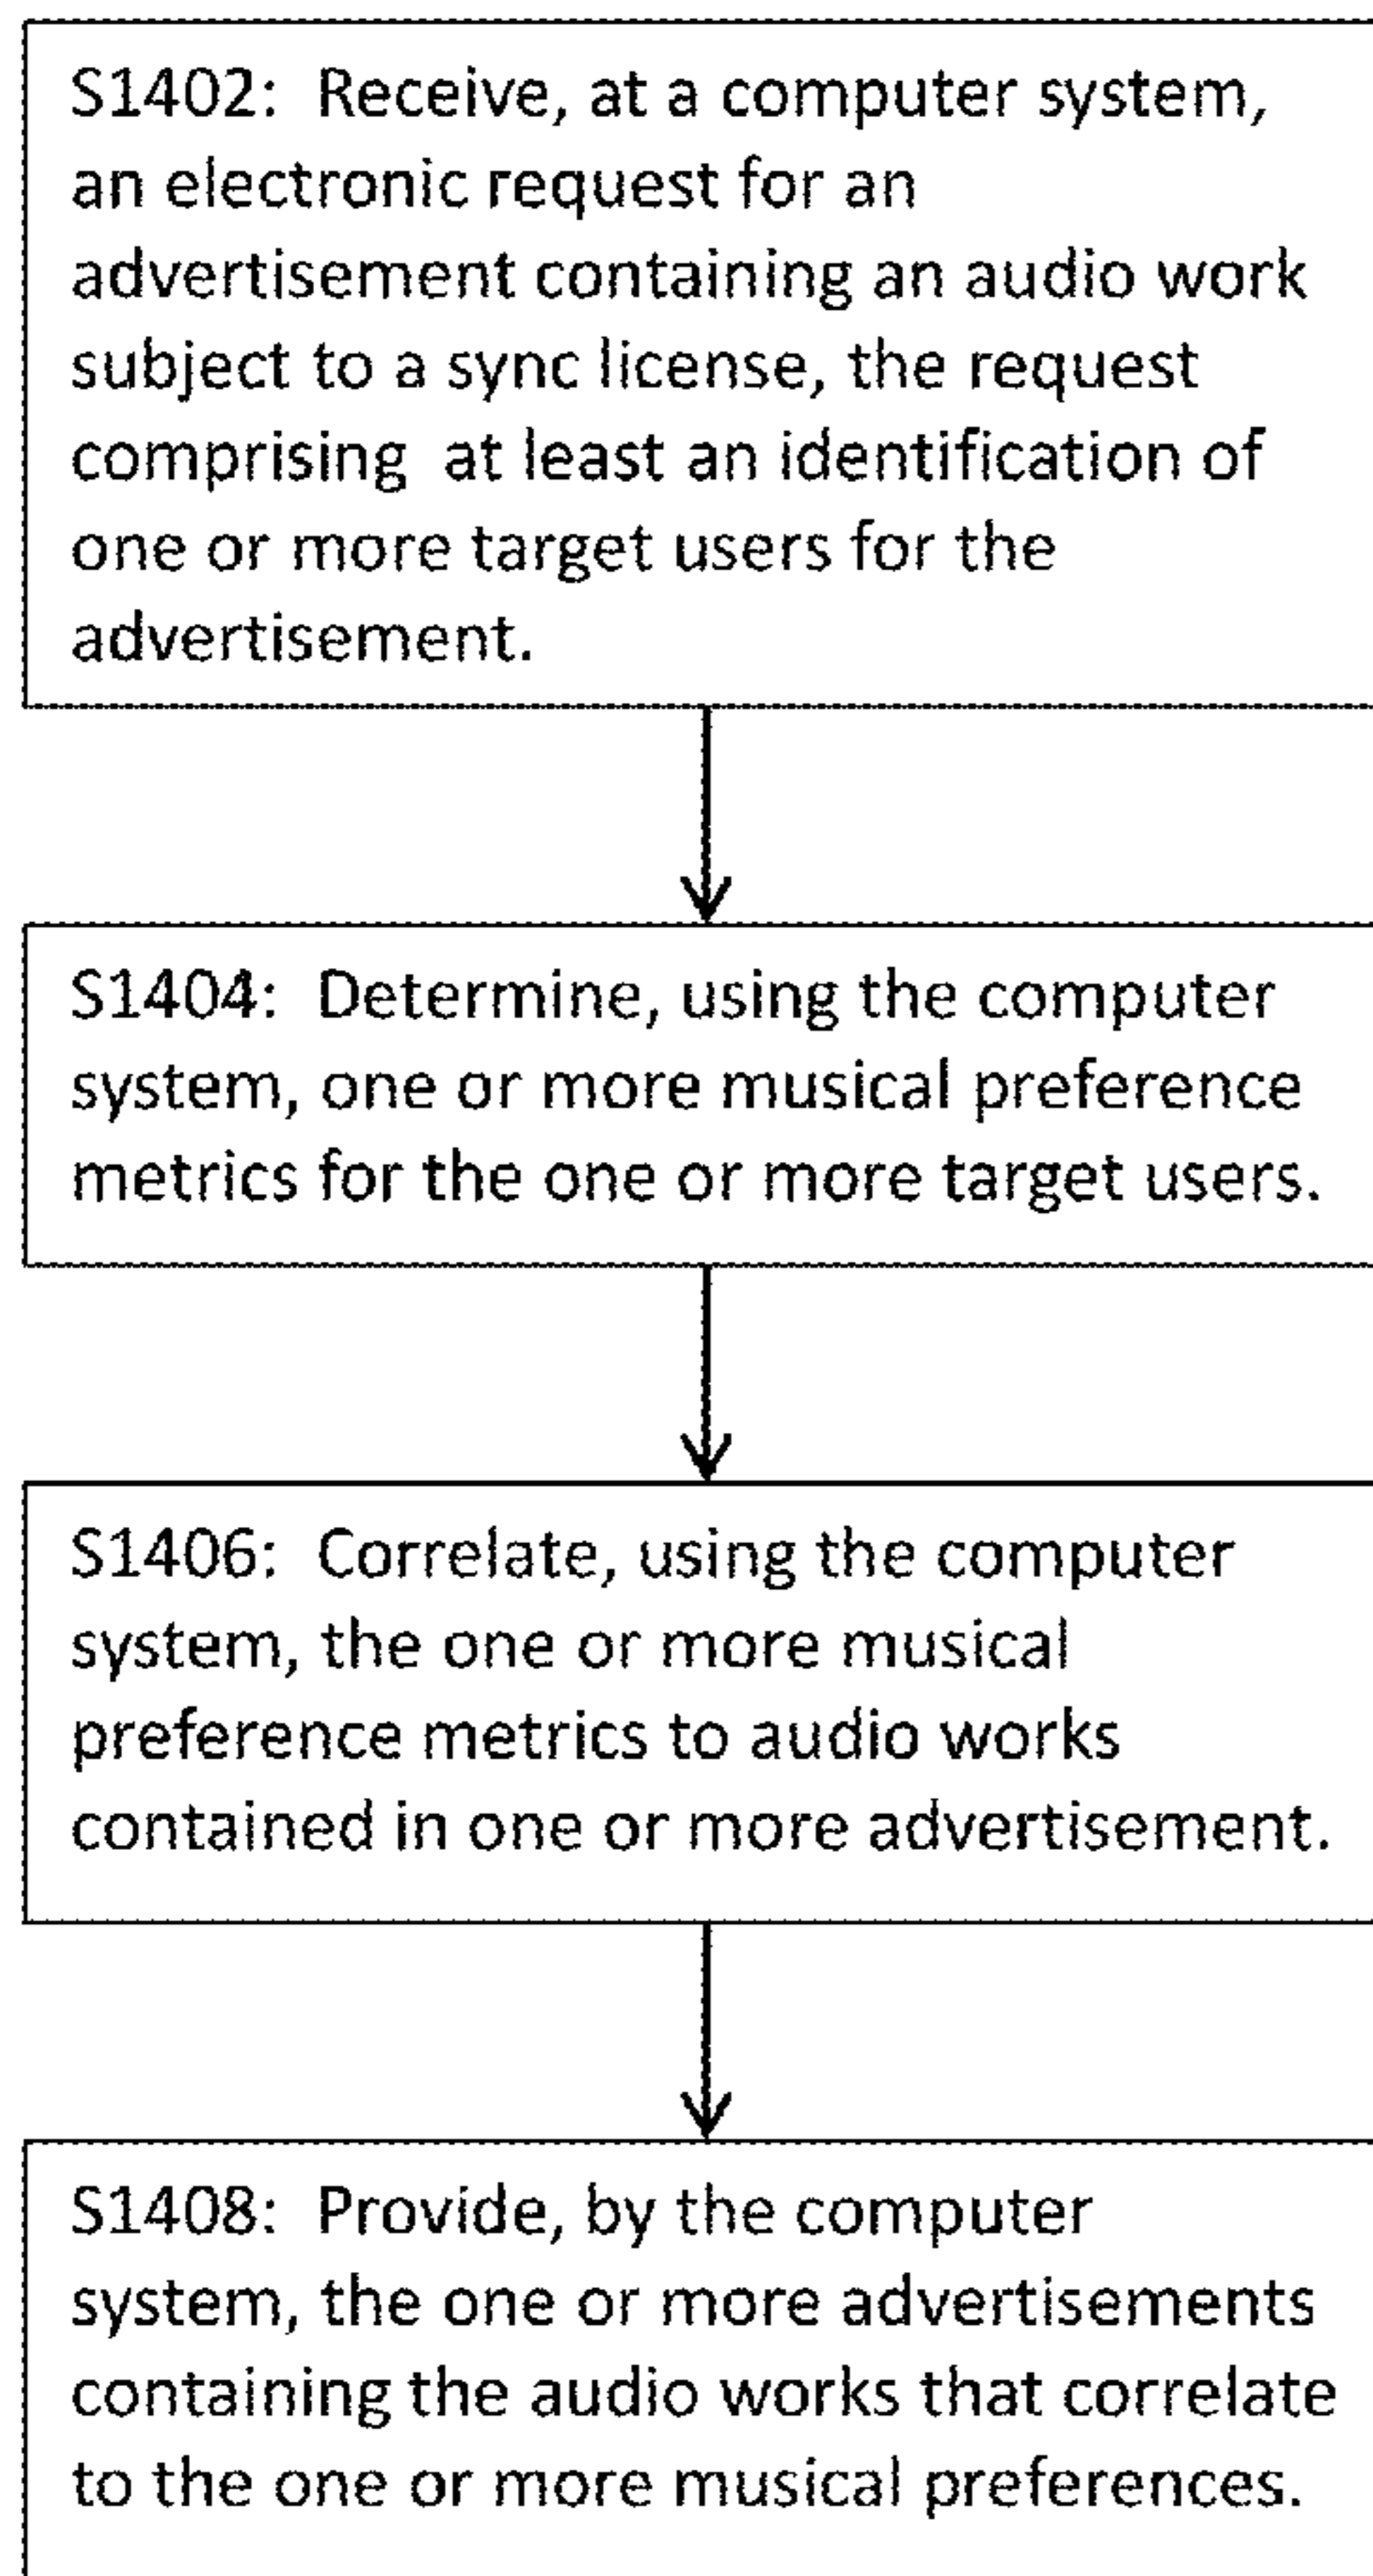 S1402:  Receive, at a computer system,
an electronic request for an
advertisement containing an audio work
subject to a sync license, the request
comprising  at least an identification of
one or more target users for the
advertisement.
S1404:  Determine, using the computer
system, one or more musical preference
metrics for the one or more target users.
S1406:  Correlate, using the computer
system, the one or more musical
preference metrics to audio works
contained in one or more advertisement.
S1408:  Provide, by the computer
system, the one or more advertisements
containing the audio works that correlate
to the one or more musical preferences.